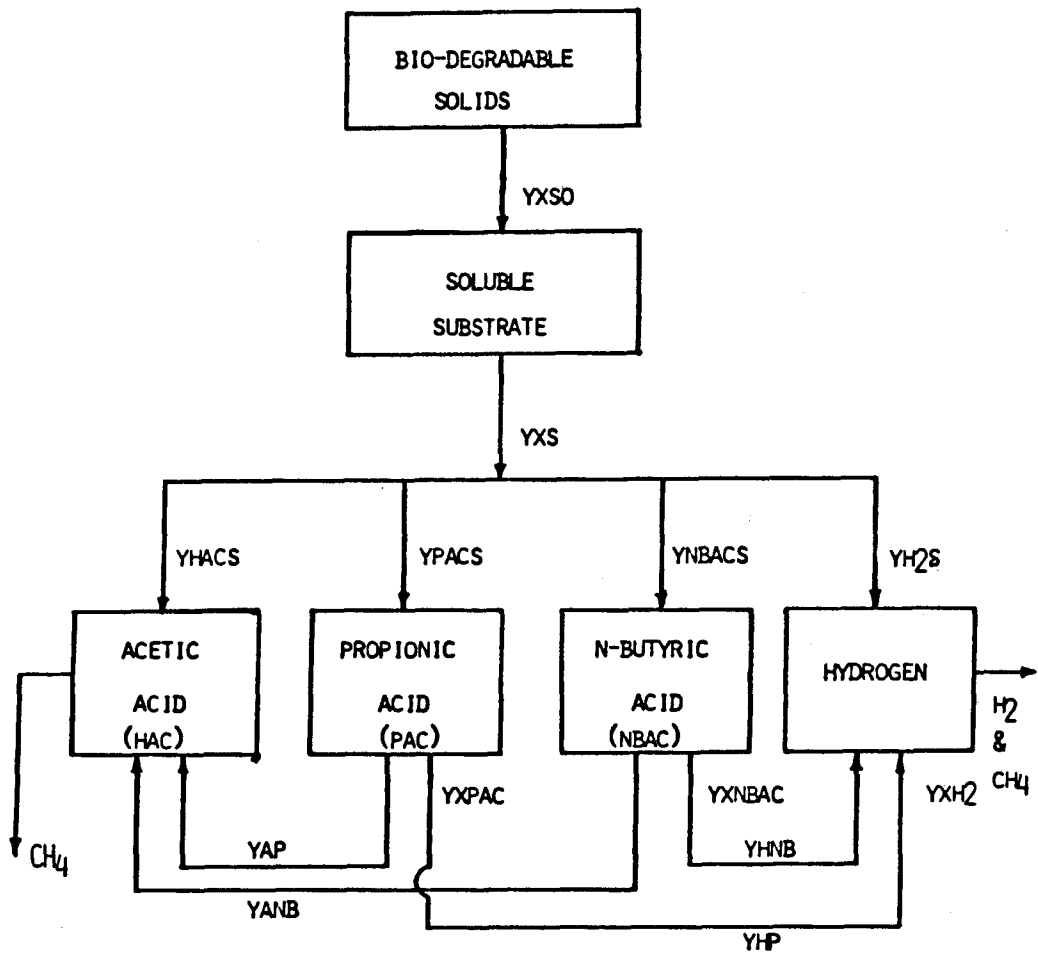 BIO-DEGRADABLE
SOLIDS
YXSO
SOLUBLE
SUBSTRATE
YXS
YHACS
YPACS
YNBACS
YH2S
ACETIC
ACID
(HAC)
PROPIONIC
ACID
(PAC)
N-BUTYRIC
ACID
(NBAC)
HYDROGEN
H2
&
CH4
YXPAC
YXNBAC
YXH2
CH4
YAP
YHNB
YANB
YHP